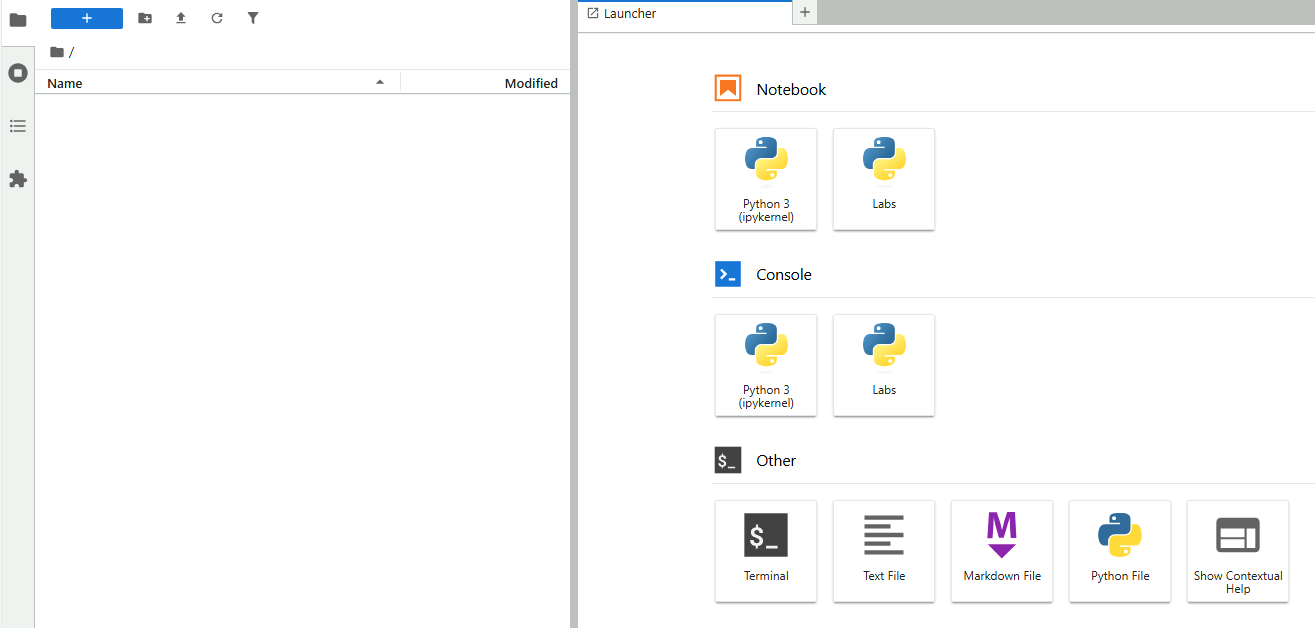 /
Name
Modified
Launcher
Notebook
Python 3
(ipykernel)
Labs
Console
Python 3
(ipykernel)
Labs
$_
Other
$_
Terminal
Text File
M
Markdown File
Python File
Show Contextual
Help